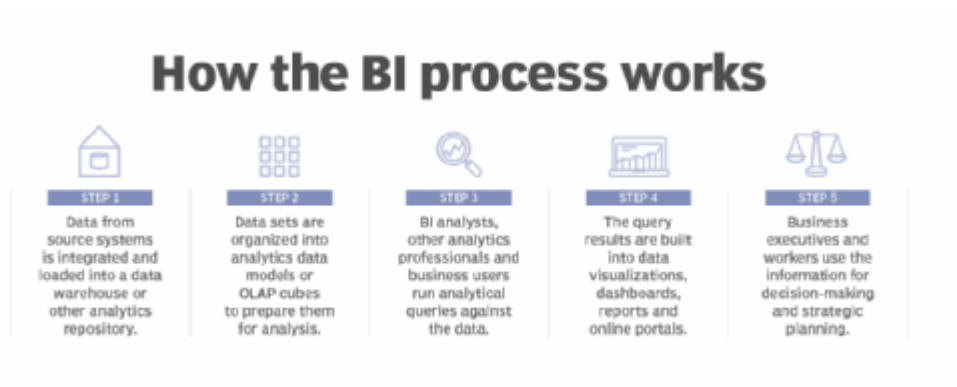 How the BI process works
STEP 1
Data from
source systems
is integrated and
loaded into a data
warehouse or
other analytics
repository.
STEP 2
Data sets are
organized into
analytics data
models or
OLAP cubes
to prepare them
for analysis.
STEP 3
BI analysts,
other analytics
professionals and
business users
run analytical
queries against
the data.
STEP 4
The query
results are built
into data
visualizations,
dashboards,
reports and
online portals.
STEP 5
Business
executives and
workers use the
information for
decision-making
and strategic
planning.